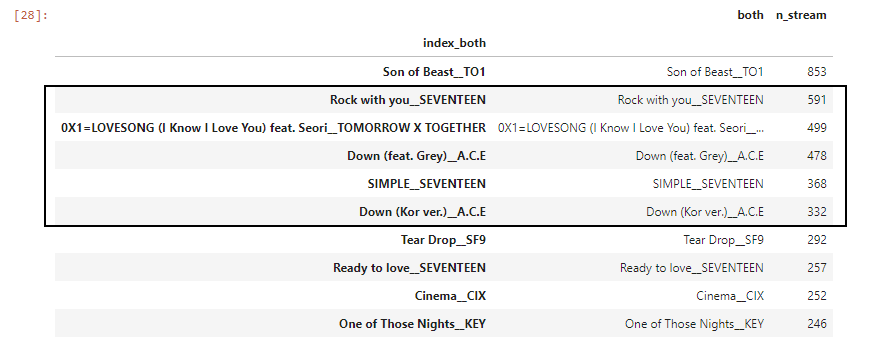 [28]:
both n_stream
index_both
Son of Beast__TO1 Son of Beast__TO1 853
Rock with you__SEVENTEEN Rock with you__SEVENTEEN 591
0X1=LOVESONG (I Know I Love You) feat. Seori__TOMORROW X TOGETHER 0X1=LOVESONG (I Know I Love You) feat. Seori__... 499
Down (feat. Grey)__A.C.E Down (feat. Grey)__A.C.E 478
SIMPLE__SEVENTEEN SIMPLE__SEVENTEEN 368
Down (Kor ver.)__A.C.E Down (Kor ver.)__A.C.E 332
Tear Drop__SF9 Tear Drop__SF9 292
Ready to love__SEVENTEEN Ready to love__SEVENTEEN 257
Cinema__CIX Cinema__CIX 252
One of Those Nights__KEY One of Those Nights__KEY 246